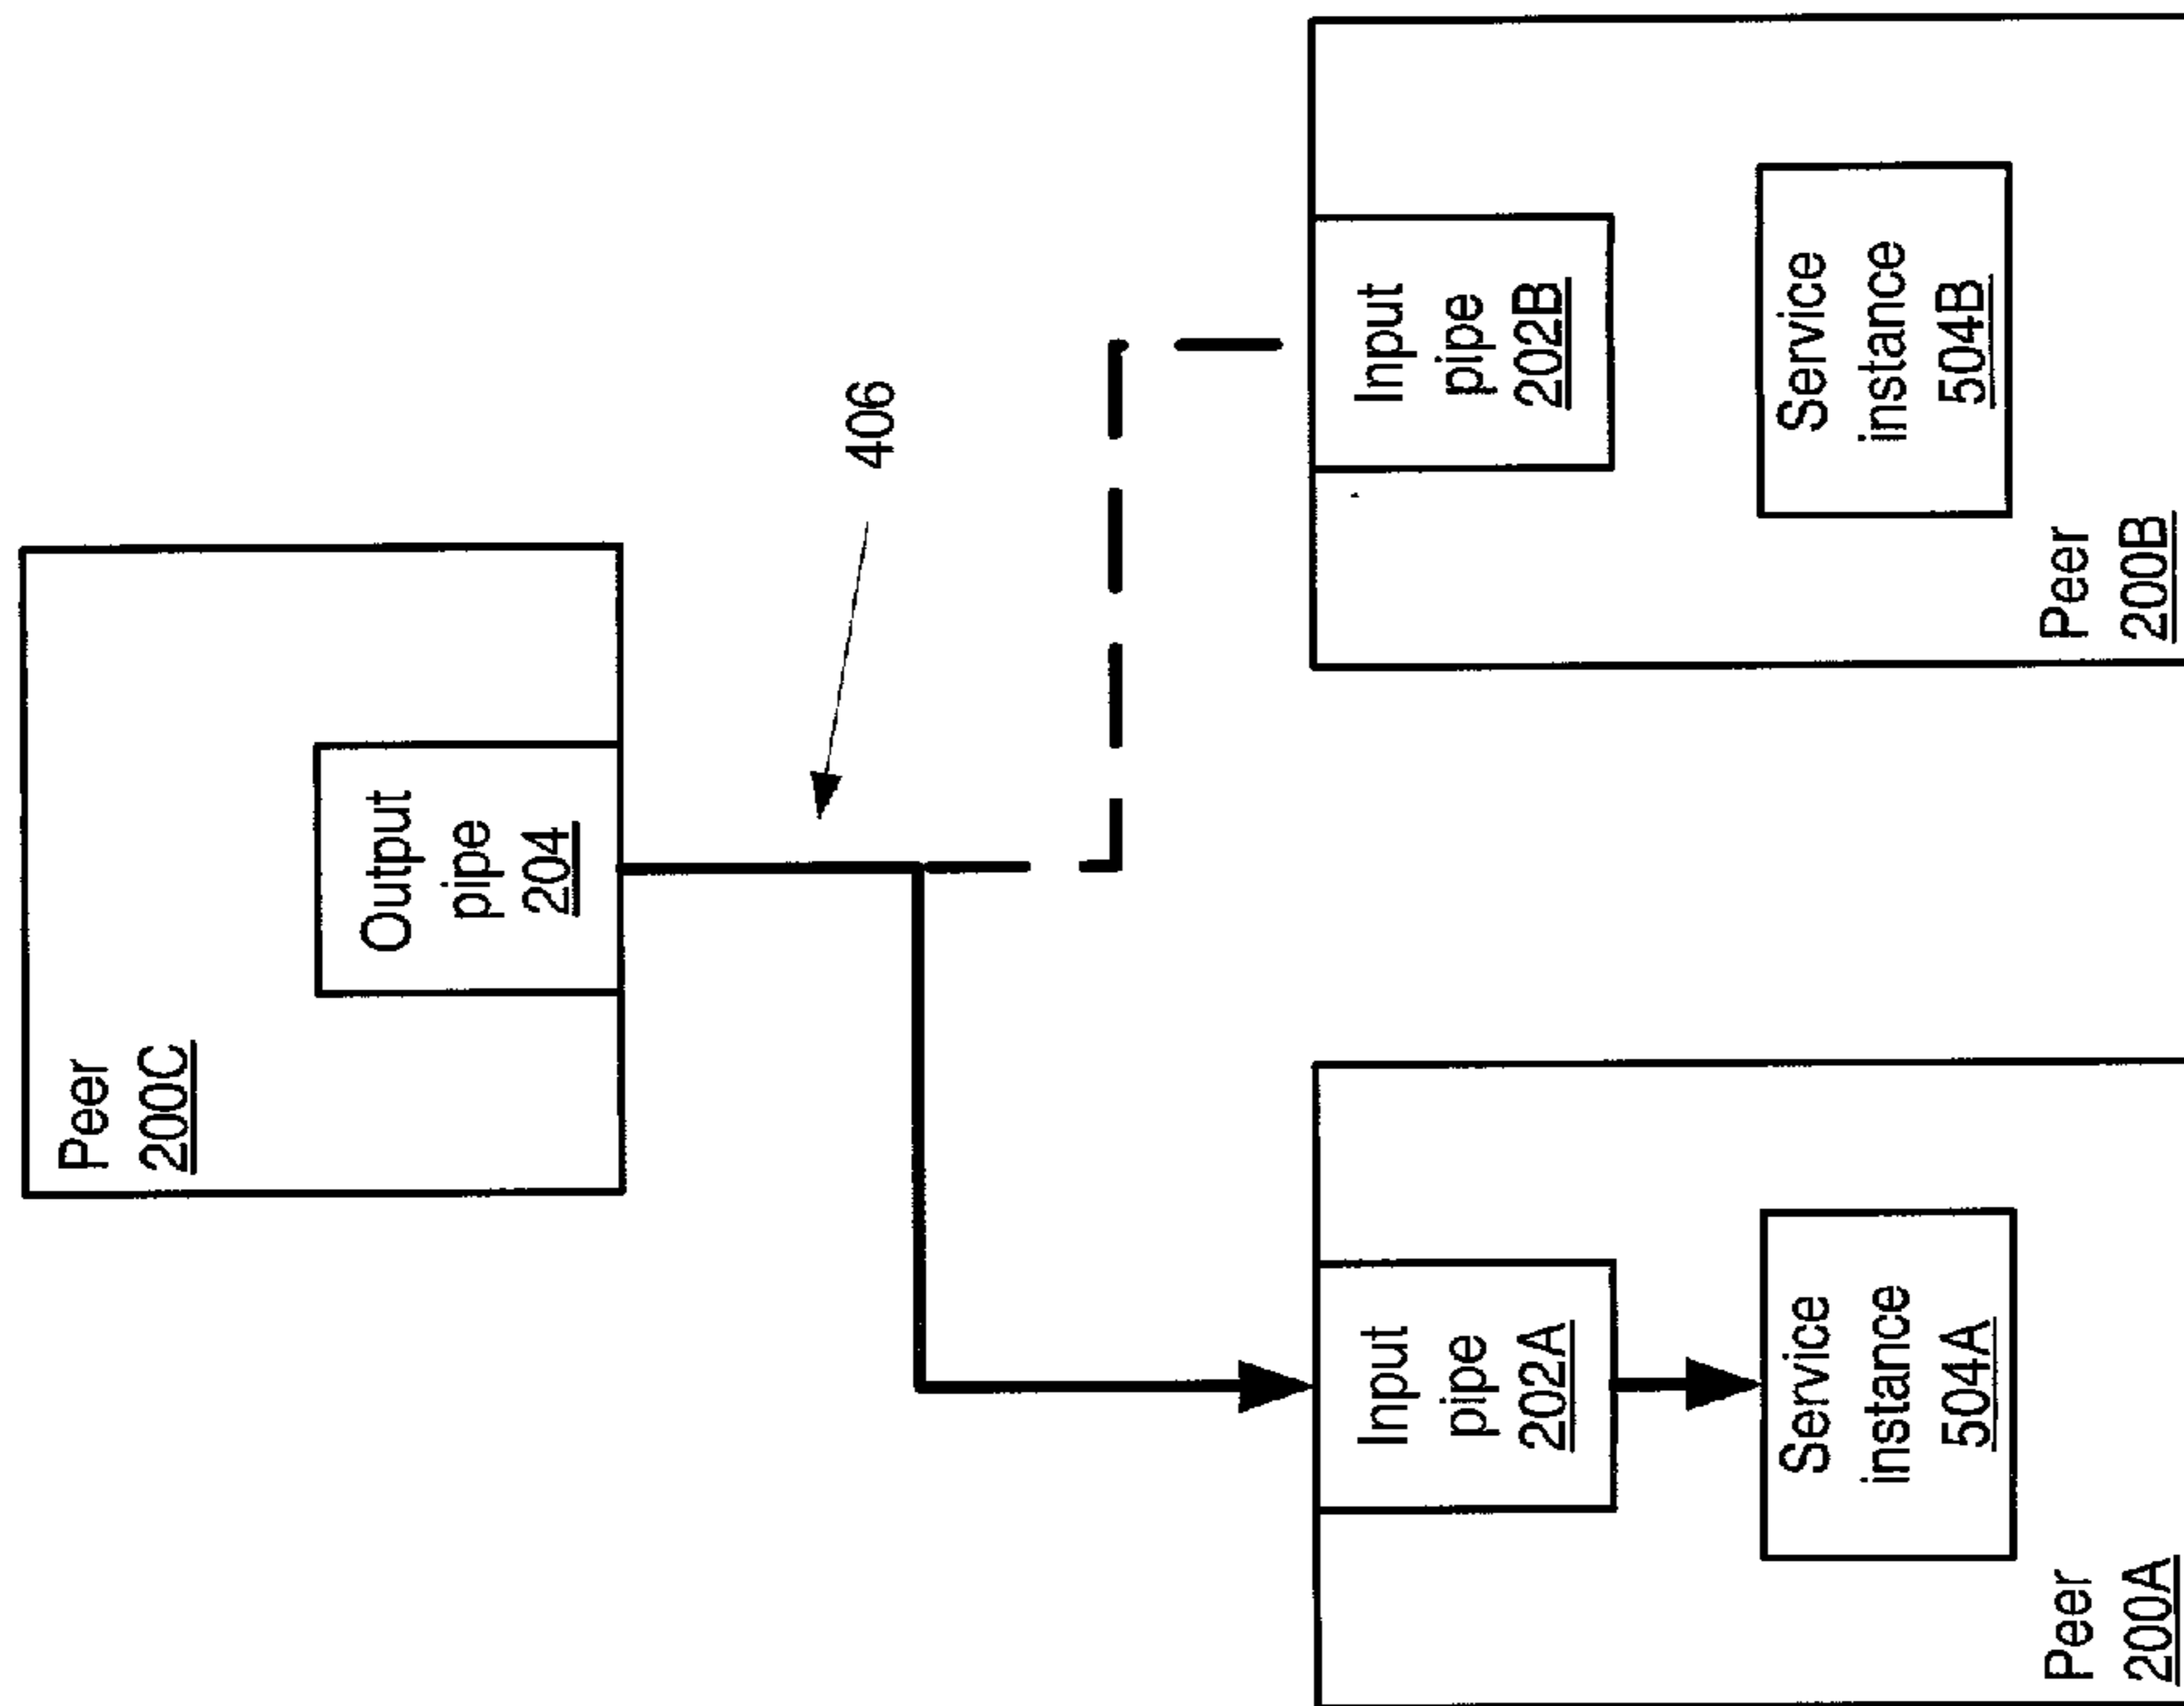 Peer
200C
Output
pipe
204
406
Input
pipe
202A
Service
instance
504A
Peer
200A
Input
pipe
202B
Service
instance
504B
Peer
200B